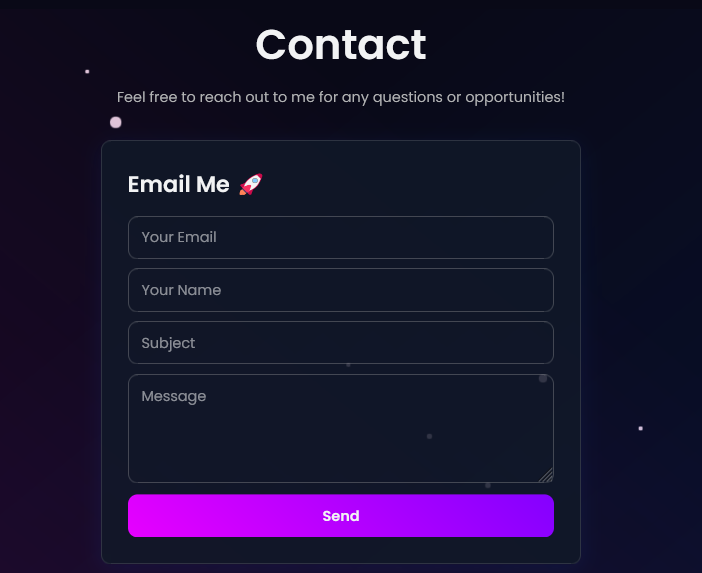 Contact
Feel free to reach out to me for any questions or opportunities!
Email Me 🚀
Your Email
Your Name
Subject
Message
Send